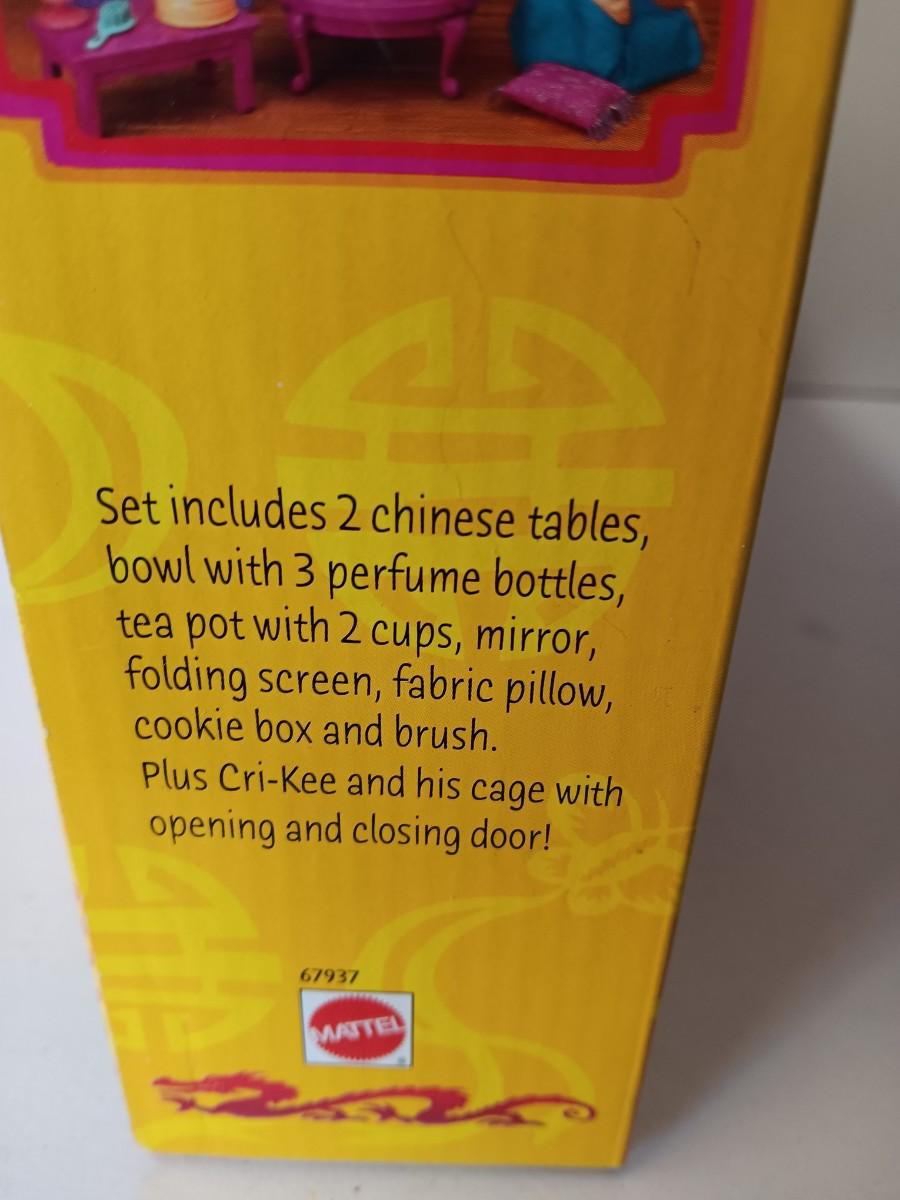 Set includes 2 chinese tables,
bowl with 3 perfume bottles,
tea pot with 2 cups, mirror,
folding screen, fabric pillow,
cookie box and brush.
Plus Cri-Kee and his cage with
opening and closing door!
67937
MATTEL